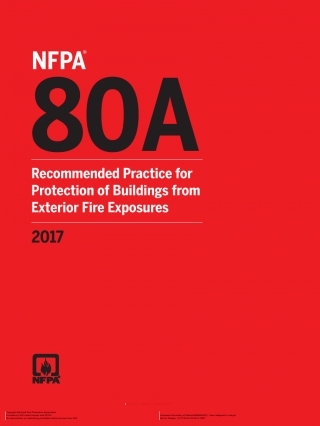 NFPA®
80A
Recommended Practice for
Protection of Buildings from
Exterior Fire Exposures
2017
NFPA